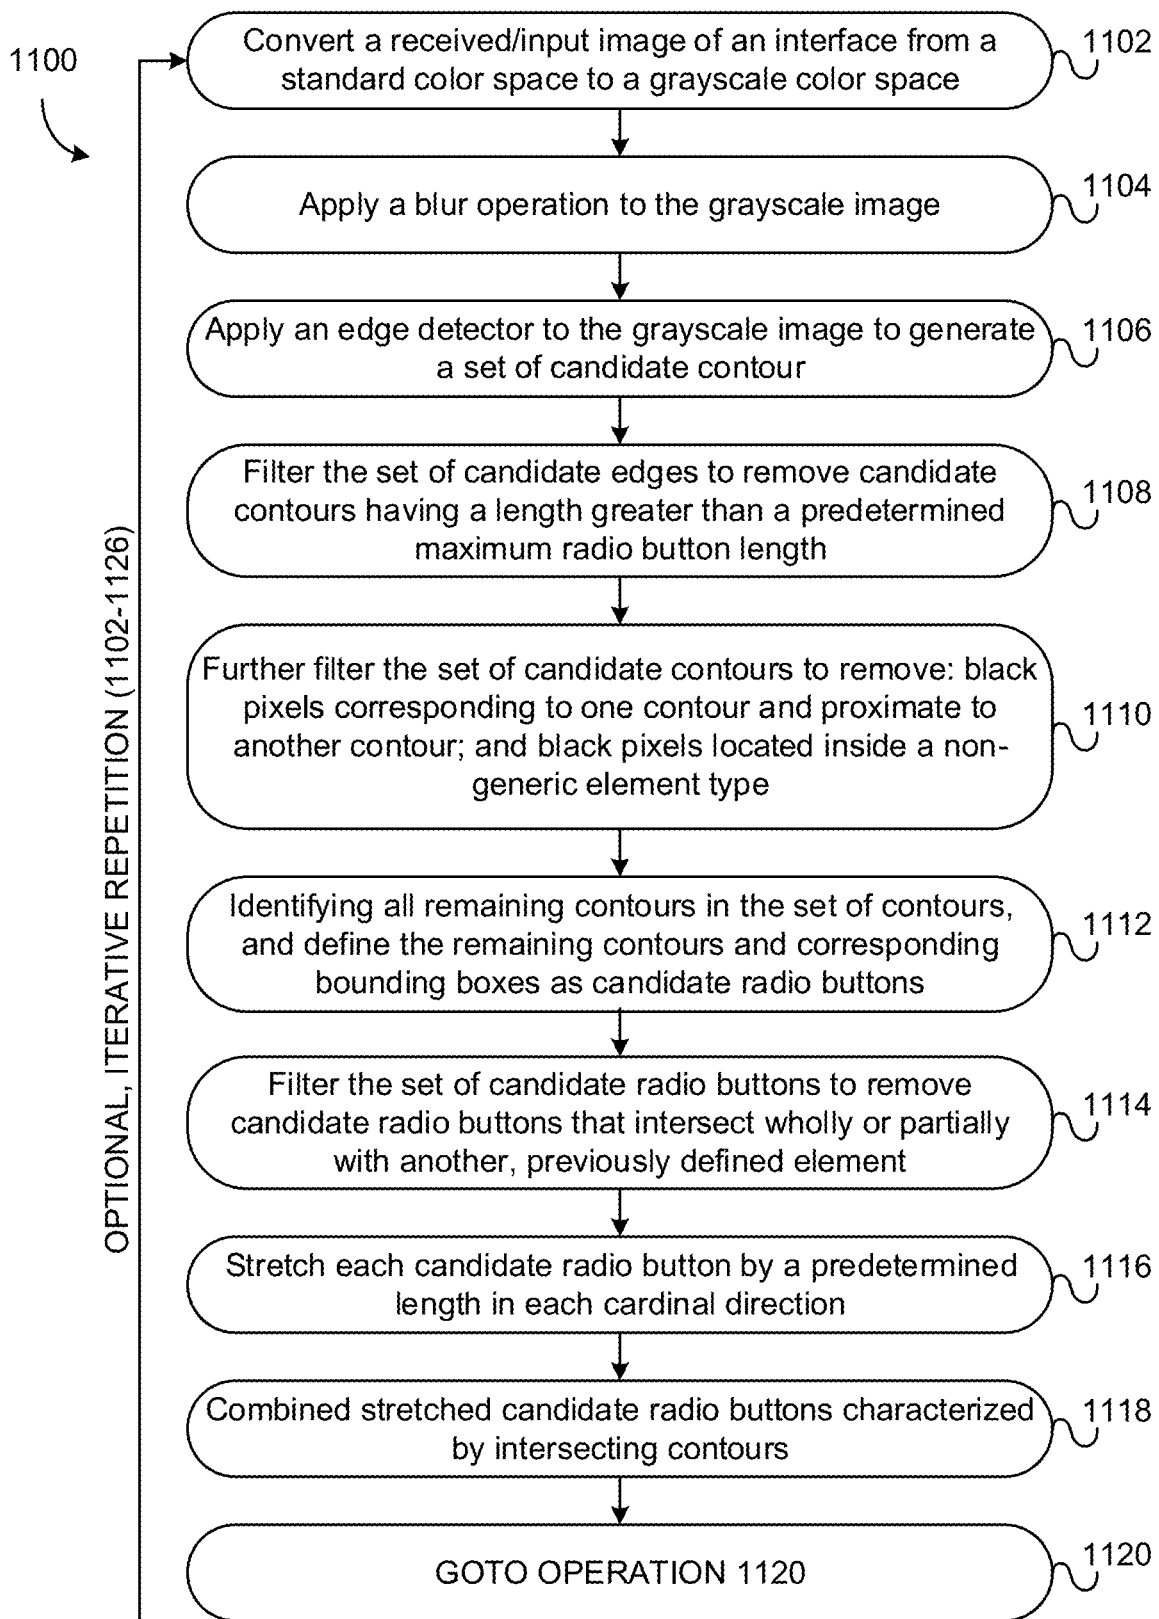 1100
Convert a received/input image of an interface from a
standard color space to a grayscale color space
1102
Apply a blur operation to the grayscale image
1104
Apply an edge detector to the grayscale image to generate
a set of candidate contour
1106
Filter the set of candidate edges to remove candidate
contours having a length greater than a predetermined
maximum radio button length
1108
Further filter the set of candidate contours to remove: black
pixels corresponding to one contour and proximate to
another contour; and black pixels located inside a non-
generic element type
1110
Identifying all remaining contours in the set of contours,
and define the remaining contours and corresponding
bounding boxes as candidate radio buttons
1112
Filter the set of candidate radio buttons to remove
candidate radio buttons that intersect wholly or partially
with another, previously defined element
1114
Stretch each candidate radio button by a predetermined
length in each cardinal direction
1116
Combined stretched candidate radio buttons characterized
by intersecting contours
1118
GOTO OPERATION 1120
1120
OPTIONAL, ITERATIVE REPETITION (1102-1126)